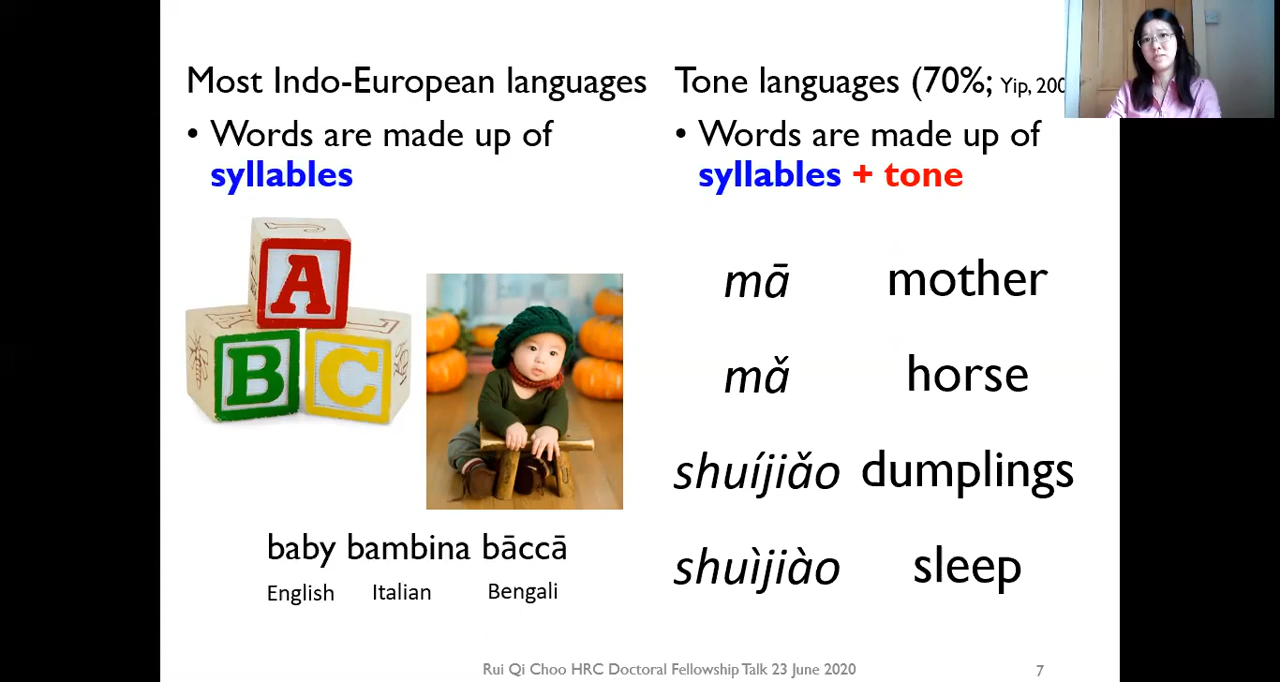 Most Indo-European languages
• Words are made up of
syllables
A
B C
baby bambina bāccā
English Italian Bengali
Tone languages (70%; Yip, 200
• Words are made up of
syllables + tone
mā mother
mǎ horse
shuíjiǎo dumplings
shuìjiào sleep
Rui Qi Choo HRC Doctoral Fellowship Talk 23 June 2020 7